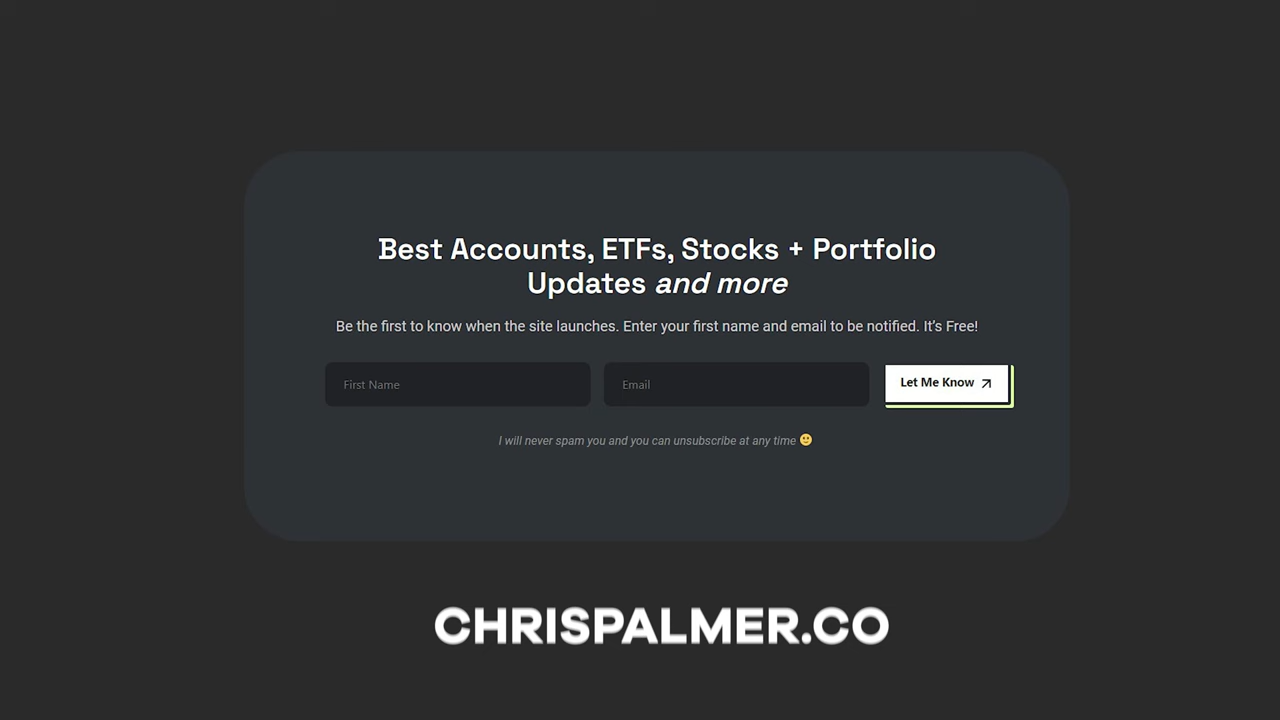 Best Accounts, ETFs, Stocks + Portfolio
Updates and more
Be the first to know when the site launches. Enter your first name and email to be notified. It's Free!
First Name
Email
Let Me Know
I will never spam you and you can unsubscribe at any time 🙂
CHRISPALMER.CO